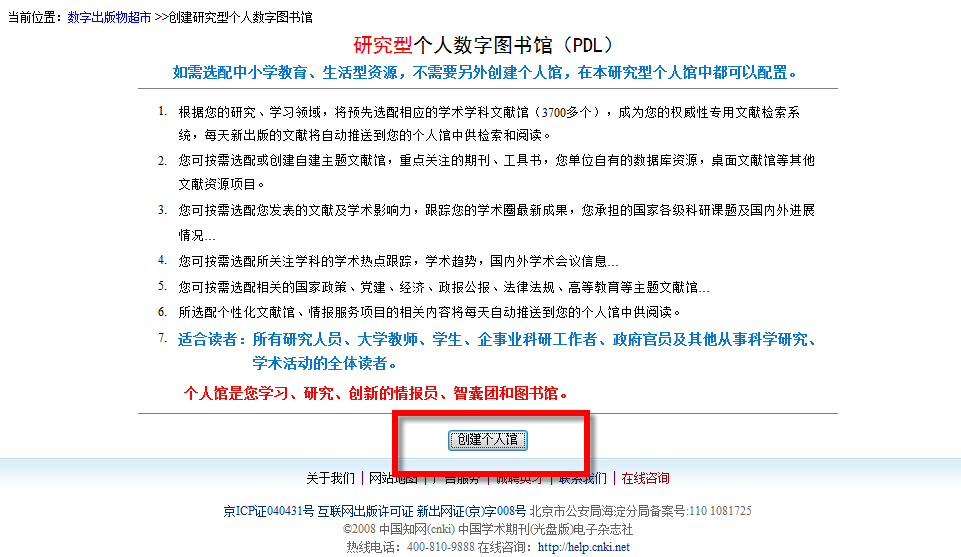 当前位置：数字出版物超市 >>创建研究型个人数字图书馆
研究型个人数字图书馆（PDL）
如需选配中小学教育、生活型资源，不需要另外创建个人馆，在本研究型个人馆中都可以配置。
1. 根据您的研究、学习领域，将预先选配相应的学术学科文献馆（3700多个），成为您的权威性专用文献检索系
统，每天新出版的文献将自动推送到您的个人馆中供检索和阅读。
2. 您可按需选配或创建自建主题文献馆，重点关注的期刊、工具书，您单位自有的数据库资源，桌面文献馆等其他
文献资源项目。
3. 您可按需选配您发表的文献及学术影响力，跟踪您的学术圈最新成果，您承担的国家各级科研课题及国内外进展
情况...
4. 您可按需选配所关注学科的学术热点跟踪，学术趋势，国内外学术会议信息...
5. 您可按需选配相关的国家政策、党建、经济、政报公报、法律法规、高等教育等主题文献馆...
6. 所选配个性化文献馆、情报服务项目的相关内容将每天自动推送到您的个人馆中供阅读。
7. 适合读者：所有研究人员、大学教师、学生、企事业科研工作者、政府官员及其他从事科学研究、
学术活动的全体读者。
个人馆是您学习、研究、创新的情报员、智囊团和图书馆。
创建个人馆
关于我们 | 网站地图 | 广告服务 | 诚聘英才 | 联系我们 | 在线咨询
京ICP证040431号 互联网出版许可证 新出网证(京)字008号 北京市公安局海淀分局备案号:110 1081725
©2008 中国知网(cnki) 中国学术期刊(光盘版)电子杂志社
热线电话：400-810-9888 在线咨询：http://help.cnki.net